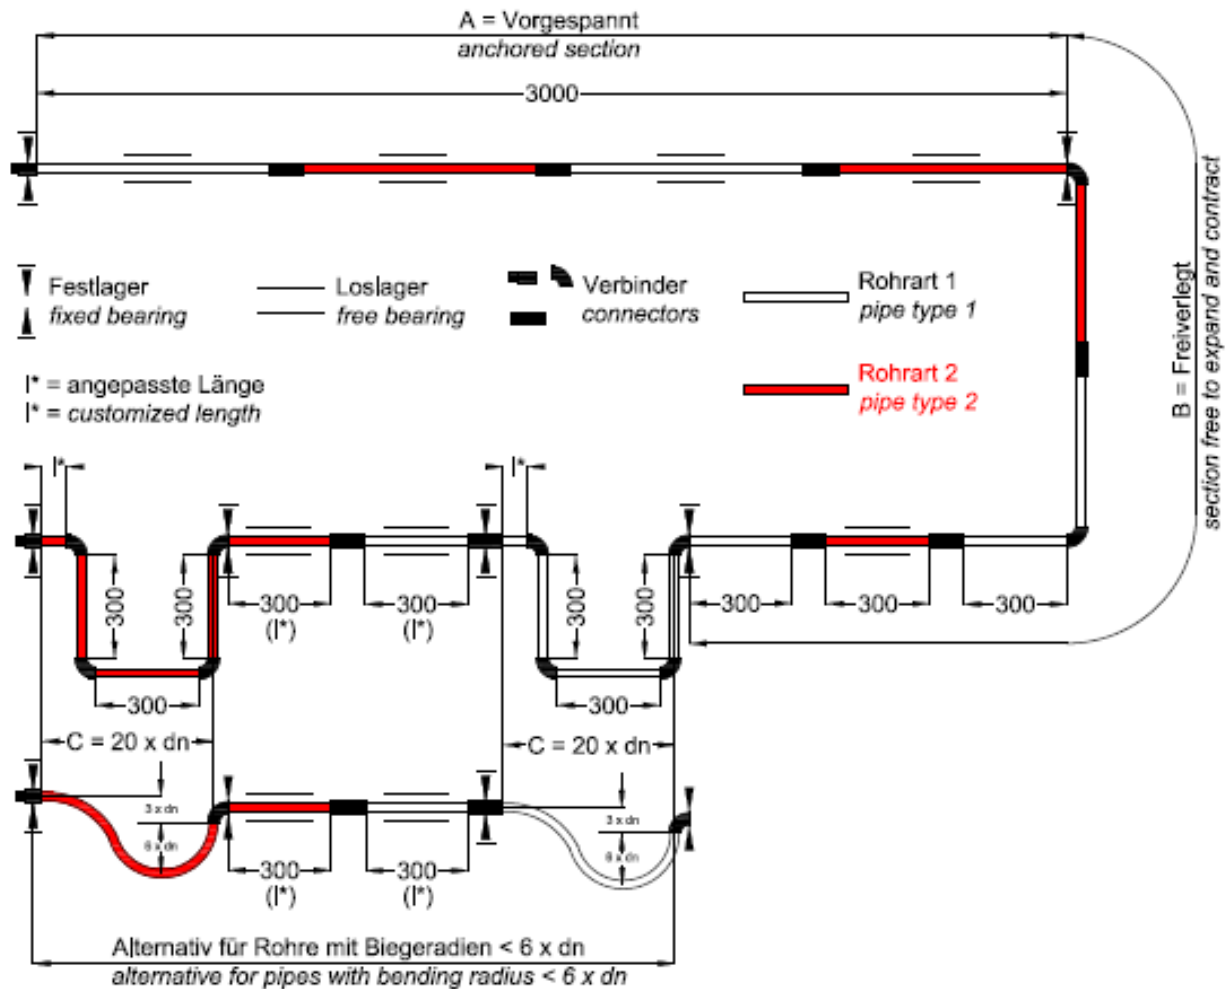 A = Vorgespannt
anchored section
3000
B = Freiverlegt
section free to expand and contract
Festlager
fixed bearing
Loslager
free bearing
Verbinder
connectors
Rohrart 1
pipe type 1
l* = angepasste Länge
l* = customized length
Rohrart 2
pipe type 2
l*
l*
300
300
300
(l*)
300
(l*)
300
300
300
300
300
300
300
C = 20 x dn
C = 20 x dn
3 x dn
6 x dn
3 x dn
6 x dn
300
(l*)
300
(l*)
Alternativ für Rohre mit Biegeradien < 6 x dn
alternative for pipes with bending radius < 6 x dn